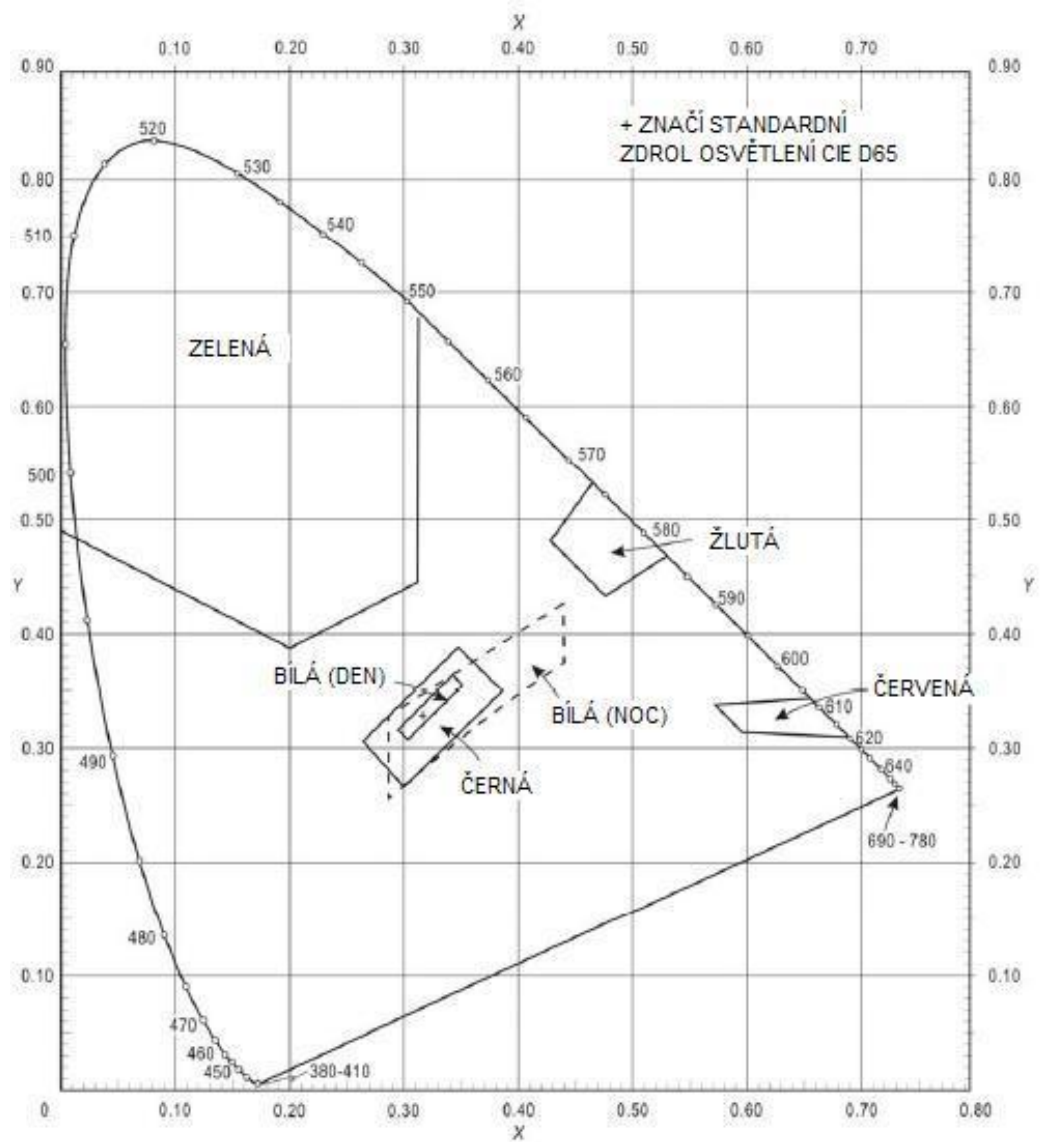 X
0.10 0.20 0.30 0.40 0.50 0.60 0.70
0.90 0.90
+ ZNAČÍ STANDARDNÍ
ZDROL OSVĚTLENÍ CIE D65
520
530
0.80 0.80
540
510
550
0.70 0.70
ZELENÁ
560
0.60 0.60
570
500
580
0.50 0.50
ŽLUTÁ
Y Y
590
0.40 0.40
600
BÍLÁ (DEN)
ČERVENÁ
BÍLÁ (NOC)
610
620
0.30 0.30
490
640
ČERNÁ
690 - 780
0.20 0.20
480
0.10 0.10
470
460
450
380-410
0 0.10 0.20 0.30 0.40 0.50 0.60 0.70 0.80
X